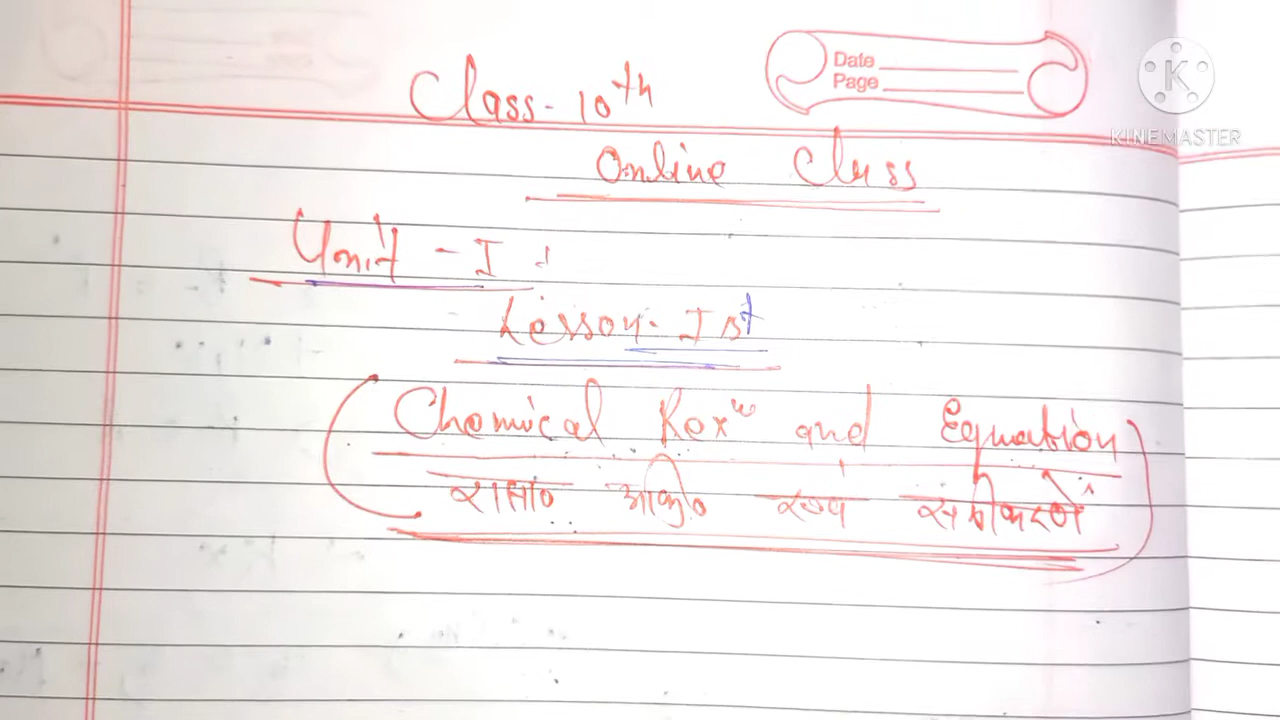 Class - 10th
Date
Page
KINEMASTER
Online Class
Unit - I
Lesson - Ist
Chemical Rexn and Equation
रासा० अभि० एवं समीकरणें